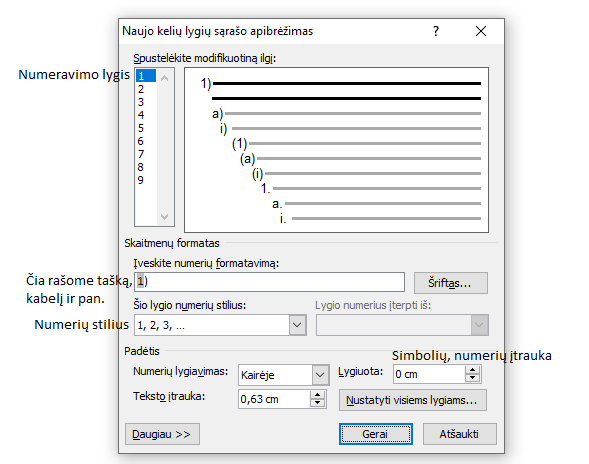 Naujo kelių lygių sąrašo apibrėžimas
? ×
Spustelėkite modifikuotiną ilgį:
Numeravimo lygis
1
2
3
4
5
6
7
8
9
1)
a)
i)
(1)
(a)
(i)
1.
a.
i.
Skaitmenų formatas
Įveskite numerių formatavimą:
Čia rašome tašką,
kabelį ir pan.
1)
Šriftas...
Šio lygio numerių stilius:
Lygio numerius įterpti iš:
Numerių stilius
1, 2, 3, ...
Padėtis
Simbolių, numerių įtrauka
Numerių lygiavimas:
Kairėje
Lygiuota:
0 cm
Teksto įtrauka:
0,63 cm
Nustatyti visiems lygiams...
Daugiau >>
Gerai
Atšaukti